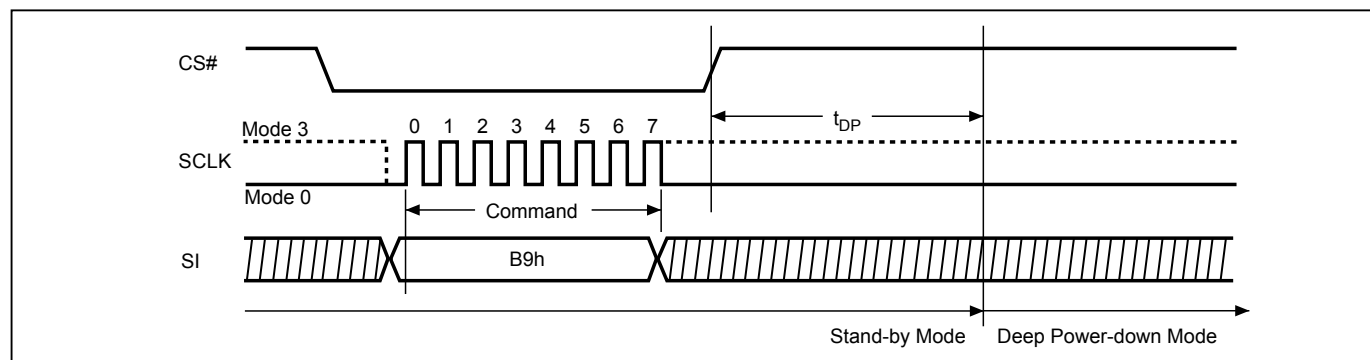 CS#
t_DP
Mode 3
0 1 2 3 4 5 6 7
SCLK
Mode 0
Command
SI
B9h
Stand-by Mode
Deep Power-down Mode